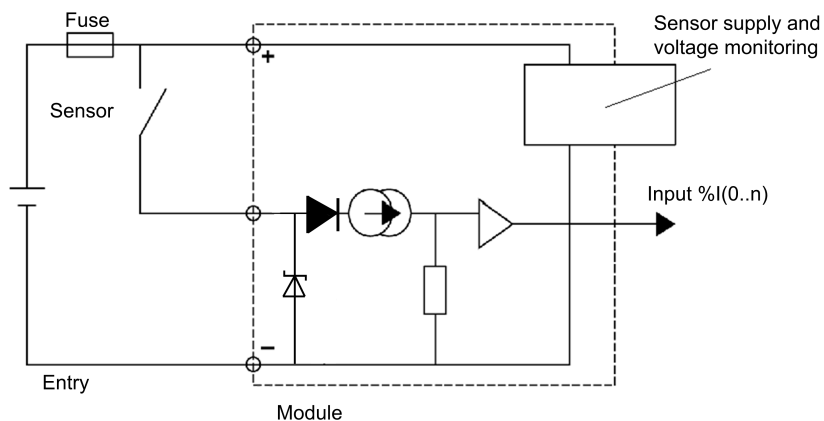 Fuse
Sensor supply and
voltage monitoring
+
Sensor
Input %I(0..n)
–
Entry
Module